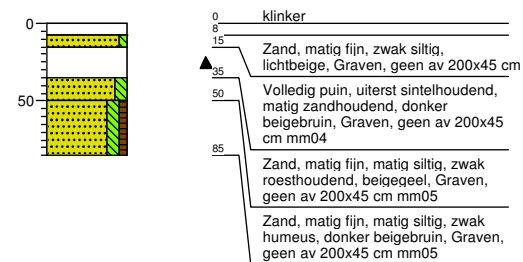 0
50
0
klinker
8
15
Zand, matig fijn, zwak siltig,
lichtbeige, Graven, geen av 200x45 cm
35
Volledig puin, uiterst sintelhoudend,
matig zandhoudend, donker
beigebruin, Graven, geen av 200x45
cm mm04
50
Zand, matig fijn, matig siltig, zwak
roesthoudend, beigegeel, Graven,
geen av 200x45 cm mm05
85
Zand, matig fijn, matig siltig, zwak
humeus, donker beigebruin, Graven,
geen av 200x45 cm mm05